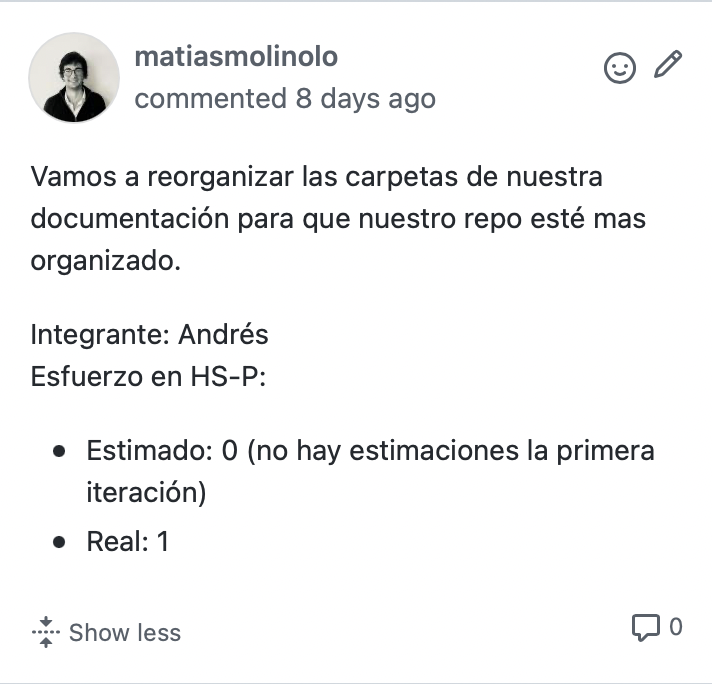 matiasmolinolo
commented 8 days ago
Vamos a reorganizar las carpetas de nuestra
documentación para que nuestro repo esté mas
organizado.
Integrante: Andrés
Esfuerzo en HS-P:
• Estimado: 0 (no hay estimaciones la primera
iteración)
• Real: 1
Show less
0